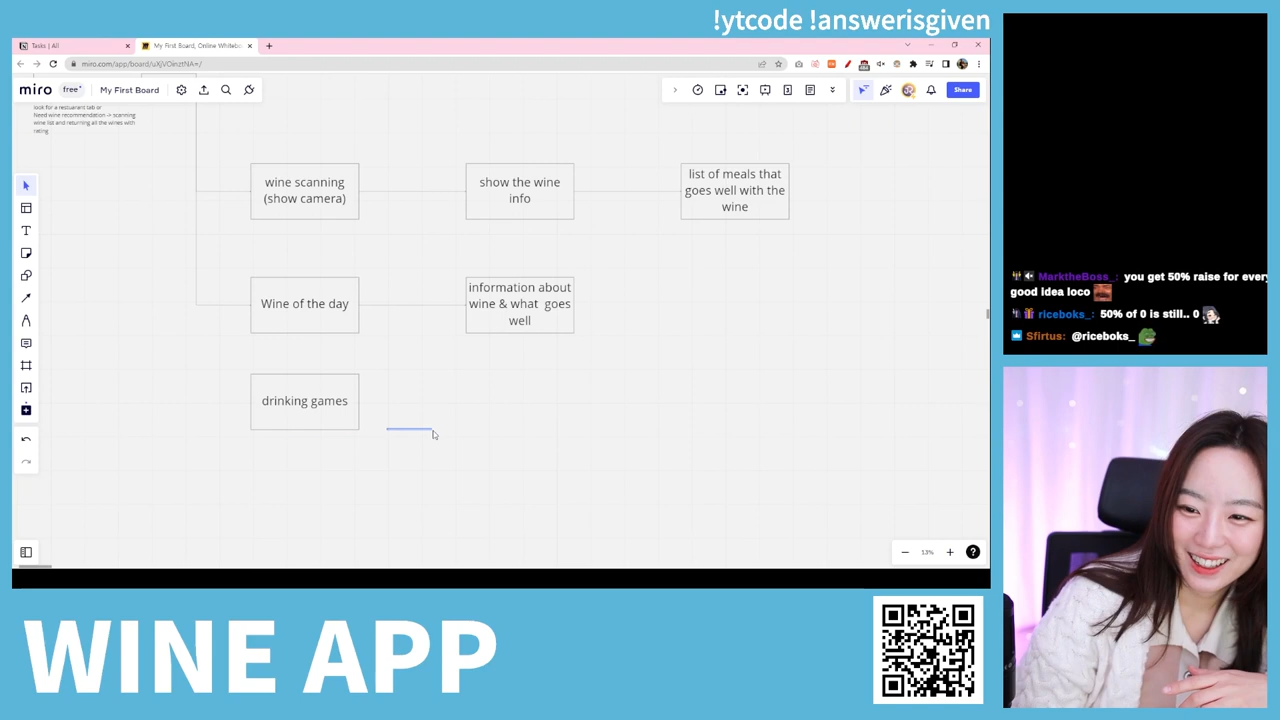 !ytcode !answerisgiven
Tasks | All
My First Board, Online Whitebo
miro.com/app/board/uXjVOinztNA=/
miro free My First Board
Share
look for a restuarant tab or
Need wine recommendation -> scanning
wine list and returning all the wines with
rating
wine scanning
(show camera)
show the wine
info
list of meals that
goes well with the
wine
Wine of the day
information about
wine & what goes
well
drinking games
13%
MarktheBoss_: you get 50% raise for every
good idea loco
riceboks_: 50% of 0 is still.. 0
Sfirtus: @riceboks_
WINE APP